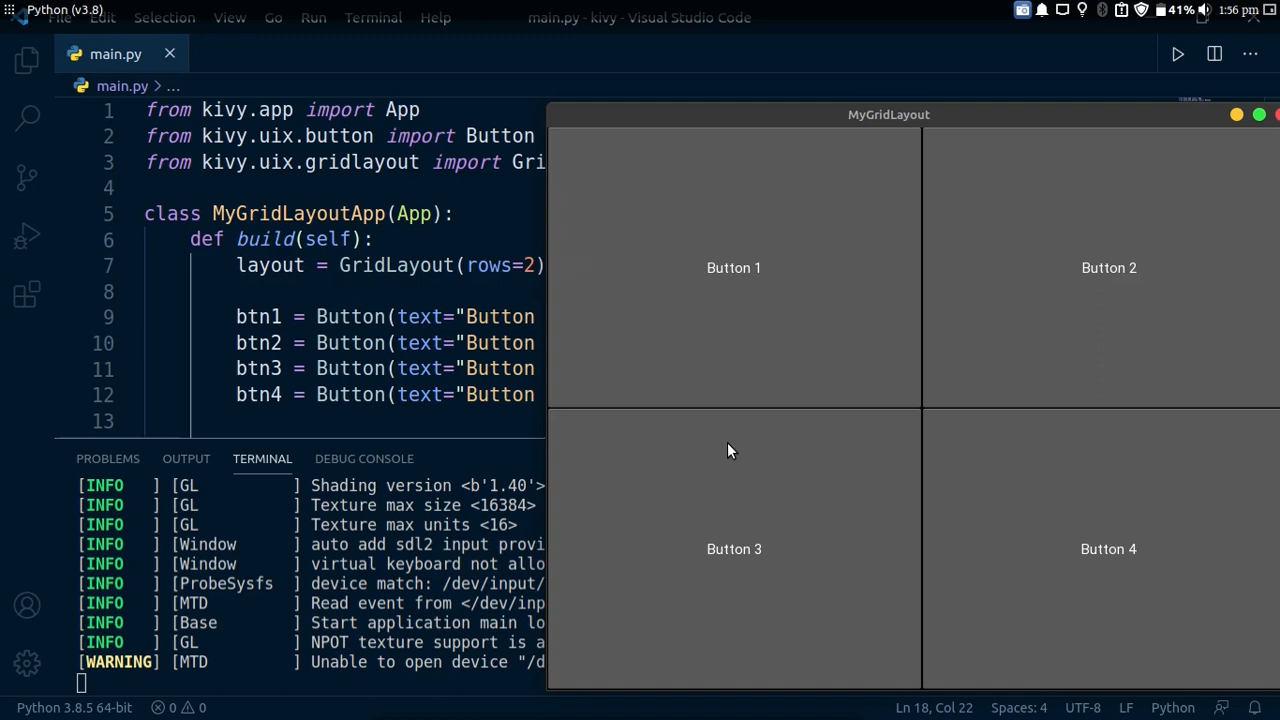 Python (v3.8)
File Edit Selection View Go Run Terminal Help main.py - kivy - Visual Studio Code
41% 1:56 pm
main.py
main.py > ...
1 from kivy.app import App
2 from kivy.uix.button import Button
3 from kivy.uix.gridlayout import Gri
4
5 class MyGridLayoutApp(App):
6 def build(self):
7 layout = GridLayout(rows=2)
8
9 btn1 = Button(text="Button
10 btn2 = Button(text="Button
11 btn3 = Button(text="Button
12 btn4 = Button(text="Button
13
MyGridLayout
Button 1
Button 2
Button 3
Button 4
PROBLEMS OUTPUT TERMINAL DEBUG CONSOLE
[INFO ] [GL ] Shading version <b'1.40'>
[INFO ] [GL ] Texture max size <16384>
[INFO ] [GL ] Texture max units <16>
[INFO ] [Window ] auto add sdl2 input provi
[INFO ] [Window ] virtual keyboard not allo
[INFO ] [ProbeSysfs ] device match: /dev/input/
[INFO ] [MTD ] Read event from </dev/inp
[INFO ] [Base ] Start application main lo
[INFO ] [GL ] NPOT texture support is a
[WARNING] [MTD ] Unable to open device "/d
Python 3.8.5 64-bit 0 0 Ln 18, Col 22 Spaces: 4 UTF-8 LF Python